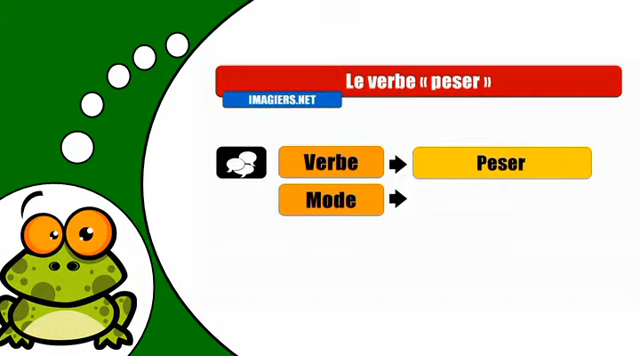 Le verbe « peser »
IMAGIERS.NET
Verbe
Peser
Mode